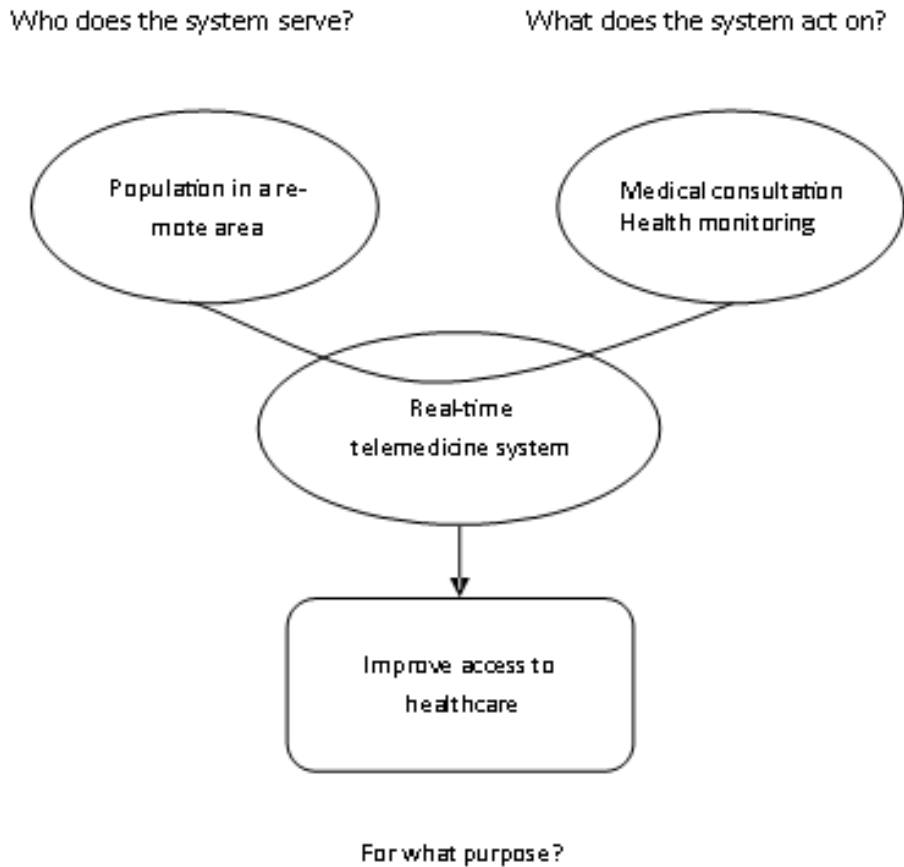 Who does the system serve?
What does the system act on?
Population in a re-
mote area
Medical consultation
Health monitoring
Real-time
telemedicine system
Improve access to
healthcare
For what purpose?